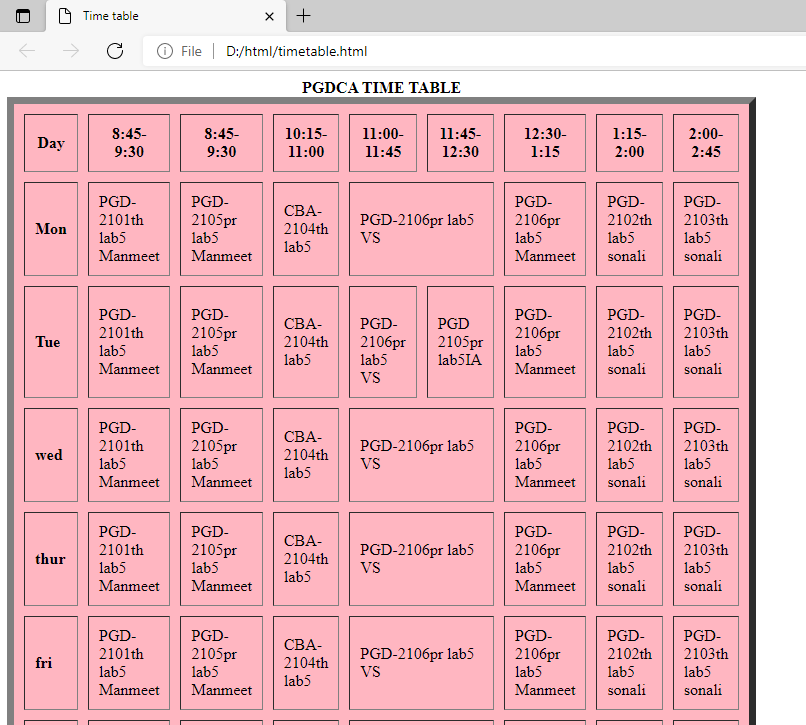 Time table
File D:/html/timetable.html
PGDCA TIME TABLE
Day 8:45-9:30 8:45-9:30 10:15-11:00 11:00-11:45 11:45-12:30 12:30-1:15 1:15-2:00 2:00-2:45
Mon PGD-2101th lab5 Manmeet PGD-2105pr lab5 Manmeet CBA-2104th lab5 PGD-2106pr lab5 VS PGD-2106pr lab5 Manmeet PGD-2102th lab5 sonali PGD-2103th lab5 sonali
Tue PGD-2101th lab5 Manmeet PGD-2105pr lab5 Manmeet CBA-2104th lab5 PGD-2106pr lab5 VS PGD 2105pr lab5IA PGD-2106pr lab5 Manmeet PGD-2102th lab5 sonali PGD-2103th lab5 sonali
wed PGD-2101th lab5 Manmeet PGD-2105pr lab5 Manmeet CBA-2104th lab5 PGD-2106pr lab5 VS PGD-2106pr lab5 Manmeet PGD-2102th lab5 sonali PGD-2103th lab5 sonali
thur PGD-2101th lab5 Manmeet PGD-2105pr lab5 Manmeet CBA-2104th lab5 PGD-2106pr lab5 VS PGD-2106pr lab5 Manmeet PGD-2102th lab5 sonali PGD-2103th lab5 sonali
fri PGD-2101th lab5 Manmeet PGD-2105pr lab5 Manmeet CBA-2104th lab5 PGD-2106pr lab5 VS PGD-2106pr lab5 Manmeet PGD-2102th lab5 sonali PGD-2103th lab5 sonali